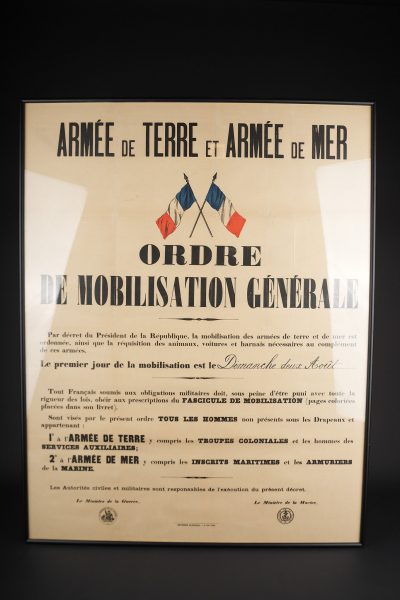 ARMÉE DE TERRE ET ARMÉE DE MER
ORDRE
DE MOBILISATION GÉNÉRALE
Par décret du Président de la République, la mobilisation des armées de terre et de mer est
ordonnée, ainsi que la réquisition des animaux, voitures et harnais nécessaires au complément
de ces armées.
Le premier jour de la mobilisation est le Dimanche deux Août
Tout Français soumis aux obligations militaires doit, sous peine d'être puni avec toute la
rigueur des lois, obéir aux prescriptions du FASCICULE DE MOBILISATION (pages coloriées
placées dans son livret).
Sont visés par le présent ordre TOUS LES HOMMES non présents sous les Drapeaux et
appartenant :
1° à l'ARMÉE DE TERRE y compris les TROUPES COLONIALES et les hommes des
SERVICES AUXILIAIRES;
2° à l'ARMÉE DE MER y compris les INSCRITS MARITIMES et les ARMURIERS
de la MARINE.
Les Autorités civiles et militaires sont responsables de l'exécution du présent décret.
Le Ministre de la Guerre, Le Ministre de la Marine,